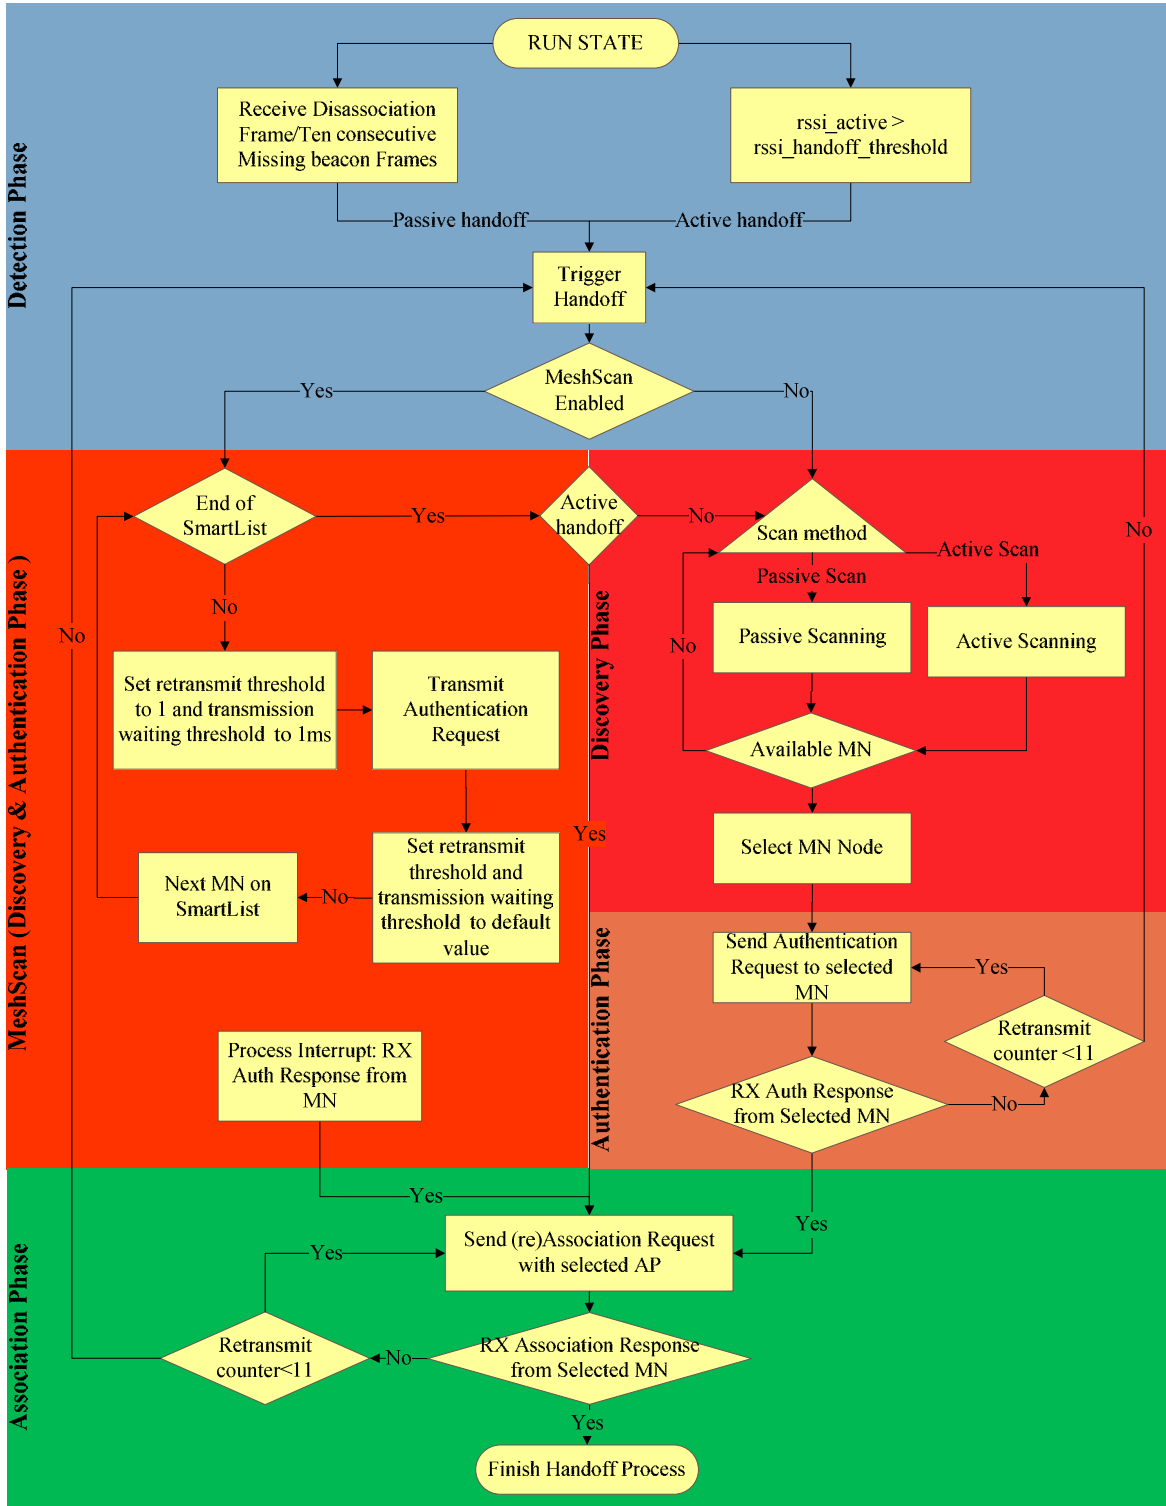 RUN STATE
Receive Disassociation
Frame/Ten consecutive
Missing beacon Frames
rssi_active >
rssi_handoff_threshold
Detection Phase
Passive handoff
Active handoff
Trigger
Handoff
MeshScan
Enabled
Yes
No
End of
SmartList
Yes
Active
handoff
No
Scan method
Active Scan
Passive Scan
No
No
No
No
Passive Scanning
Active Scanning
Set retransmit threshold
to 1 and transmission
waiting threshold to 1ms
Transmit
Authentication
Request
Discovery Phase
Available MN
MeshScan (Discovery & Authentication Phase )
Yes
Next MN on
SmartList
No
Set retransmit
threshold and
transmission waiting
threshold to default
value
Select MN Node
Send Authentication
Request to selected
MN
Yes
Authentication Phase
Retransmit
counter <11
Process Interrupt: RX
Auth Response from
MN
RX Auth Response
from Selected MN
No
Yes
Yes
Send (re)Association Request
with selected AP
Yes
Association Phase
Retransmit
counter<11
No
RX Association Response
from Selected MN
Yes
Finish Handoff Process